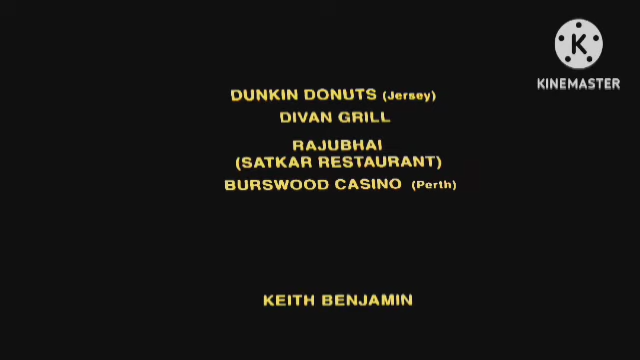 KINEMASTER
DUNKIN DONUTS (Jersey)
DIVAN GRILL
RAJUBHAI
(SATKAR RESTAURANT)
BURSWOOD CASINO (Perth)
KEITH BENJAMIN